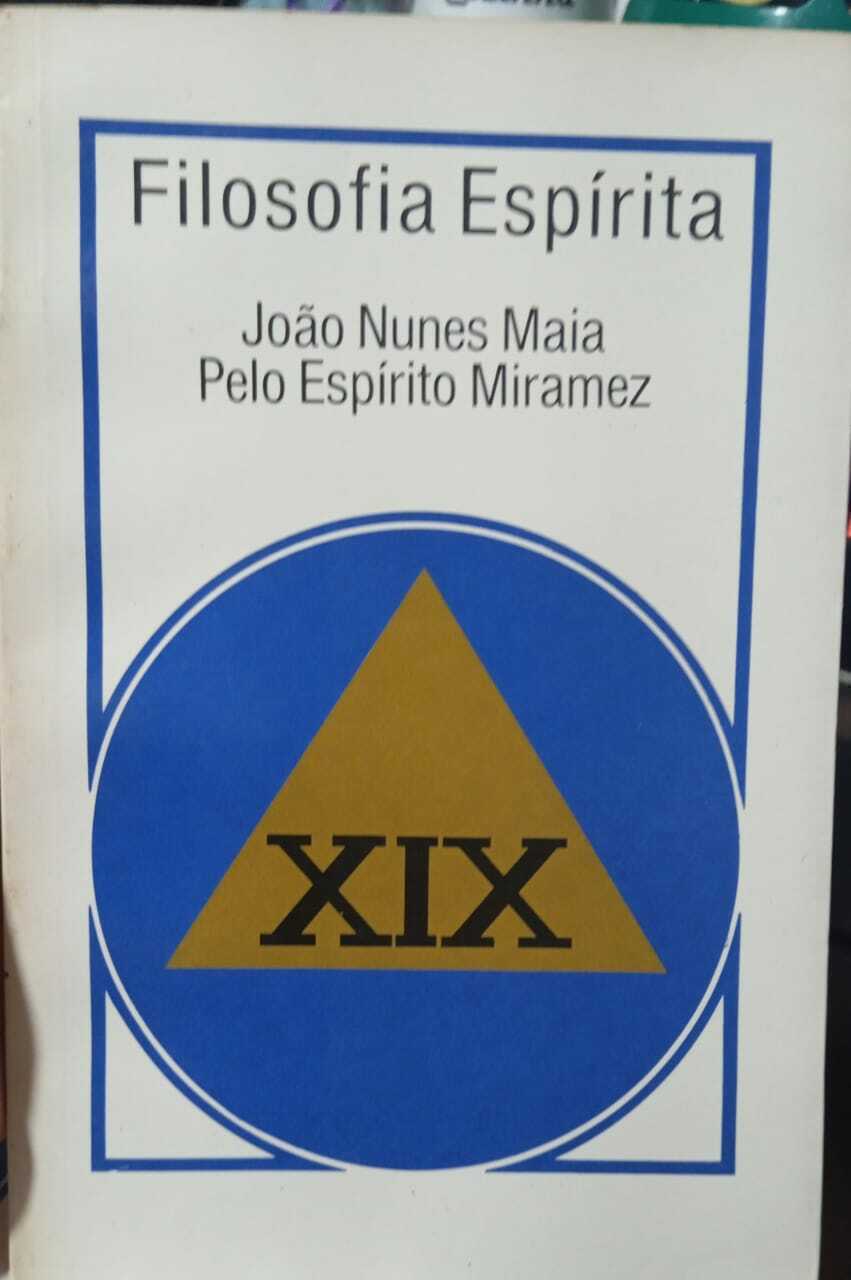 Filosofia Espírita
João Nunes Maia
Pelo Espírito Miramez
XIX